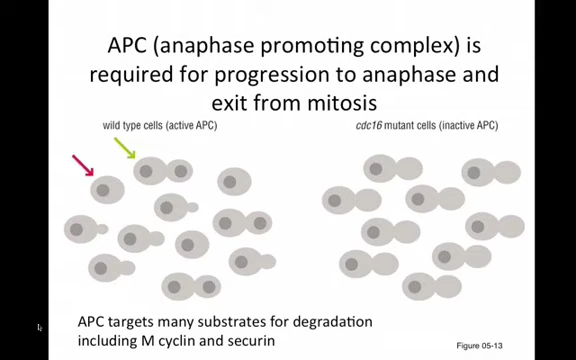 APC (anaphase promoting complex) is
required for progression to anaphase and
exit from mitosis
wild type cells (active APC)
cdc16 mutant cells (inactive APC)
APC targets many substrates for degradation
including M cyclin and securin
Figure 05-13